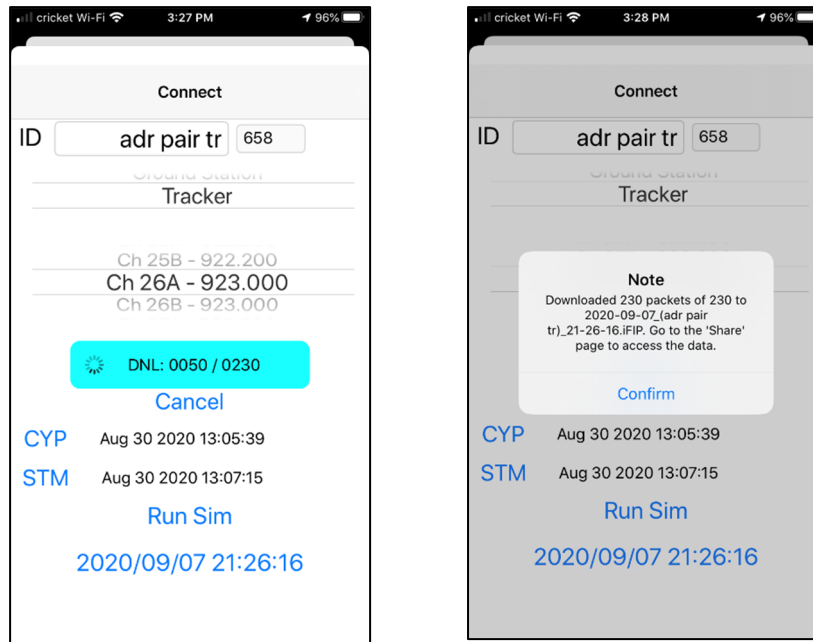 cricket Wi-Fi 3:27 PM 96%
Connect
ID adr pair tr 658
Ground Station
Tracker
Ch 25B - 922.200
Ch 26A - 923.000
Ch 26B - 923.000
DNL: 0050 / 0230
Cancel
CYP Aug 30 2020 13:05:39
STM Aug 30 2020 13:07:15
Run Sim
2020/09/07 21:26:16
cricket Wi-Fi 3:28 PM 96%
Connect
ID adr pair tr 658
Ground Station
Tracker
Note
Downloaded 230 packets of 230 to
2020-09-07_(adr pair
tr)_21-26-16.iFIP. Go to the 'Share'
page to access the data.
Confirm
CYP Aug 30 2020 13:05:39
STM Aug 30 2020 13:07:15
Run Sim
2020/09/07 21:26:16